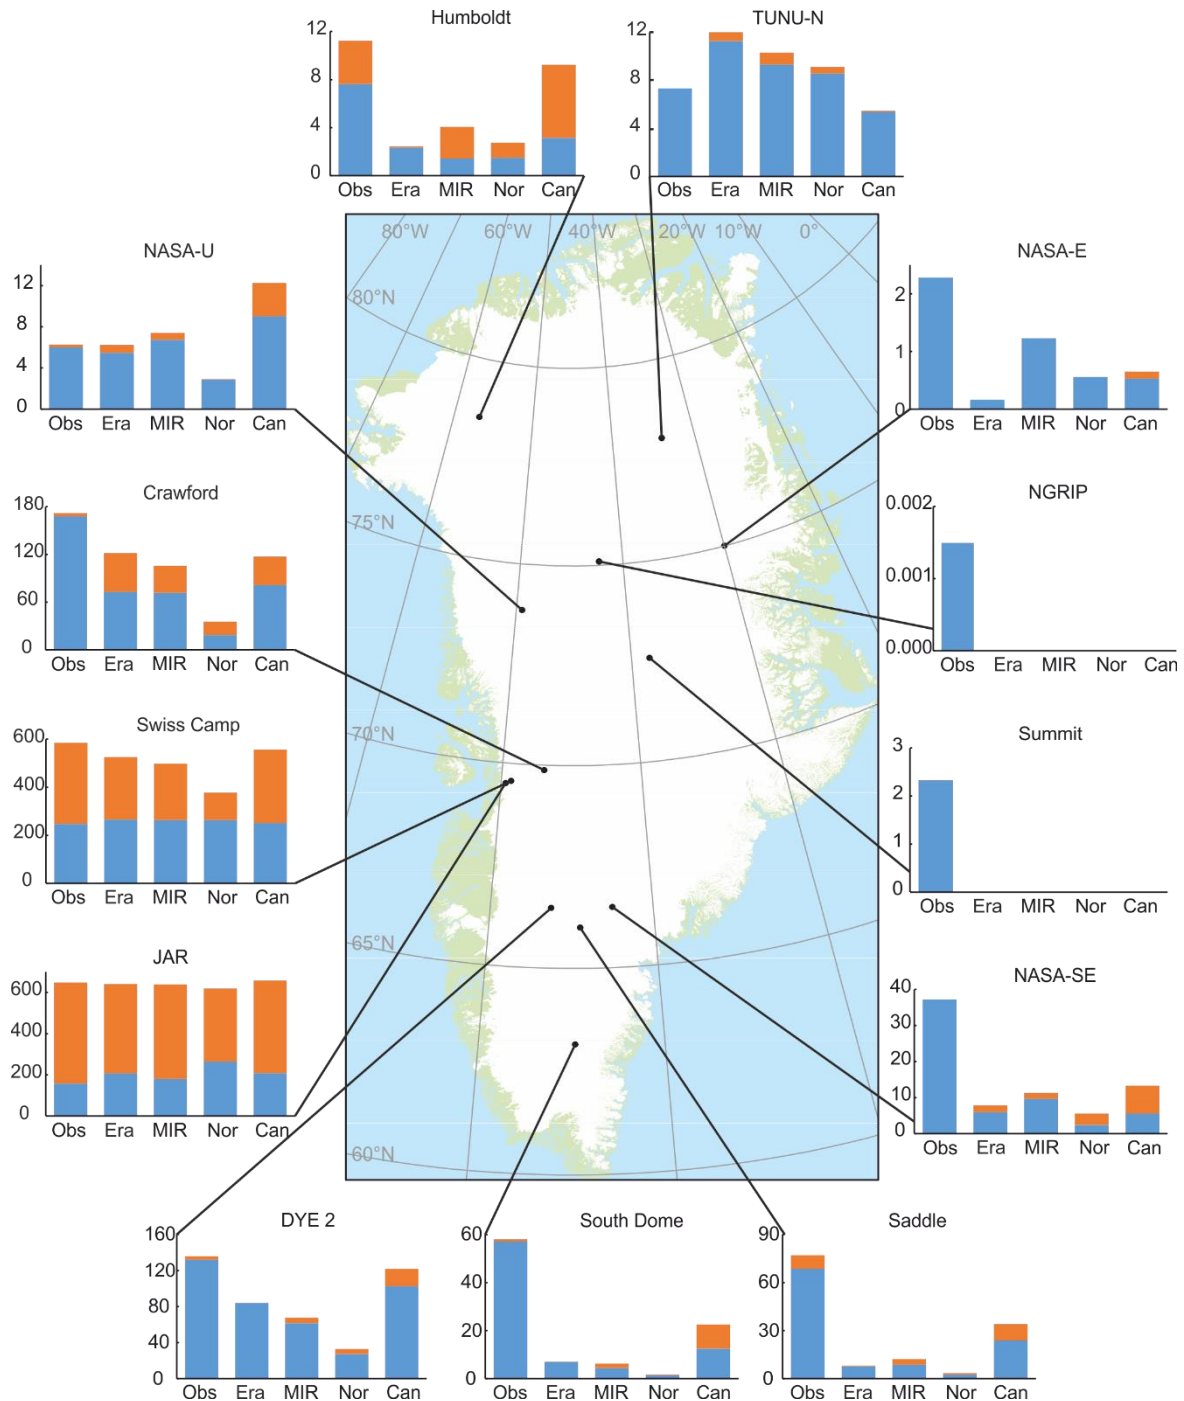 Humboldt
12
8
4
0
Obs Era MIR Nor Can
TUNU-N
12
8
4
0
Obs Era MIR Nor Can
NASA-U
12
8
4
0
Obs Era MIR Nor Can
80°W 60°W 40°W 20°W 10°W 0°
80°N
75°N
70°N
65°N
60°N
NASA-E
2
1
0
Obs Era MIR Nor Can
Crawford
180
120
60
0
Obs Era MIR Nor Can
NGRIP
0.002
0.001
0.000
Obs Era MIR Nor Can
Swiss Camp
600
400
200
0
Obs Era MIR Nor Can
Summit
3
2
1
0
Obs Era MIR Nor Can
JAR
600
400
200
0
Obs Era MIR Nor Can
NASA-SE
40
30
20
10
0
Obs Era MIR Nor Can
DYE 2
160
120
80
40
0
Obs Era MIR Nor Can
South Dome
60
40
20
0
Obs Era MIR Nor Can
Saddle
90
60
30
0
Obs Era MIR Nor Can